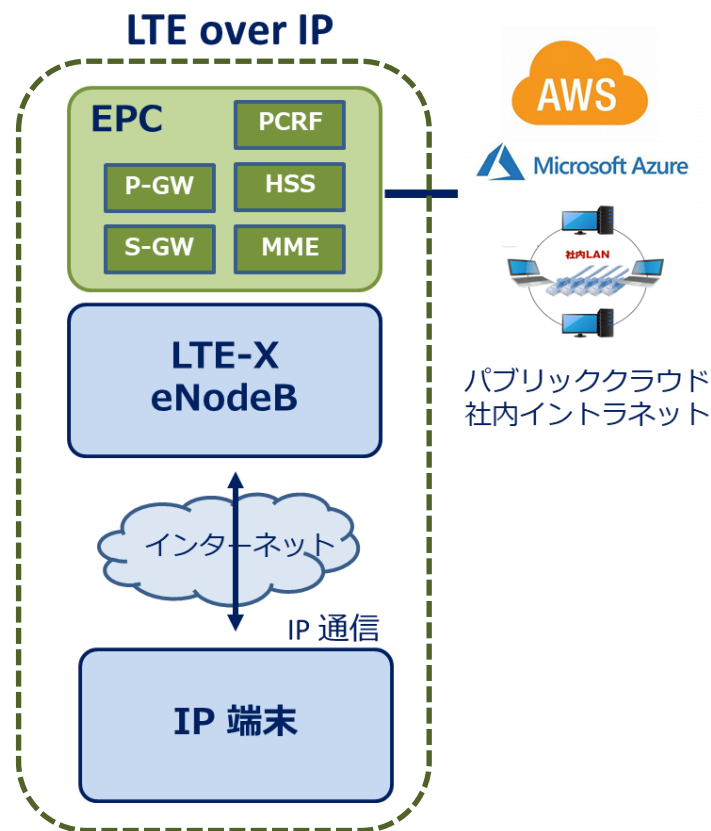 LTE over IP
EPC
PCRF
P-GW
HSS
S-GW
MME
AWS
Microsoft Azure
社内LAN
パブリッククラウド
社内イントラネット
LTE-X
eNodeB
インターネット
IP 通信
IP 端末